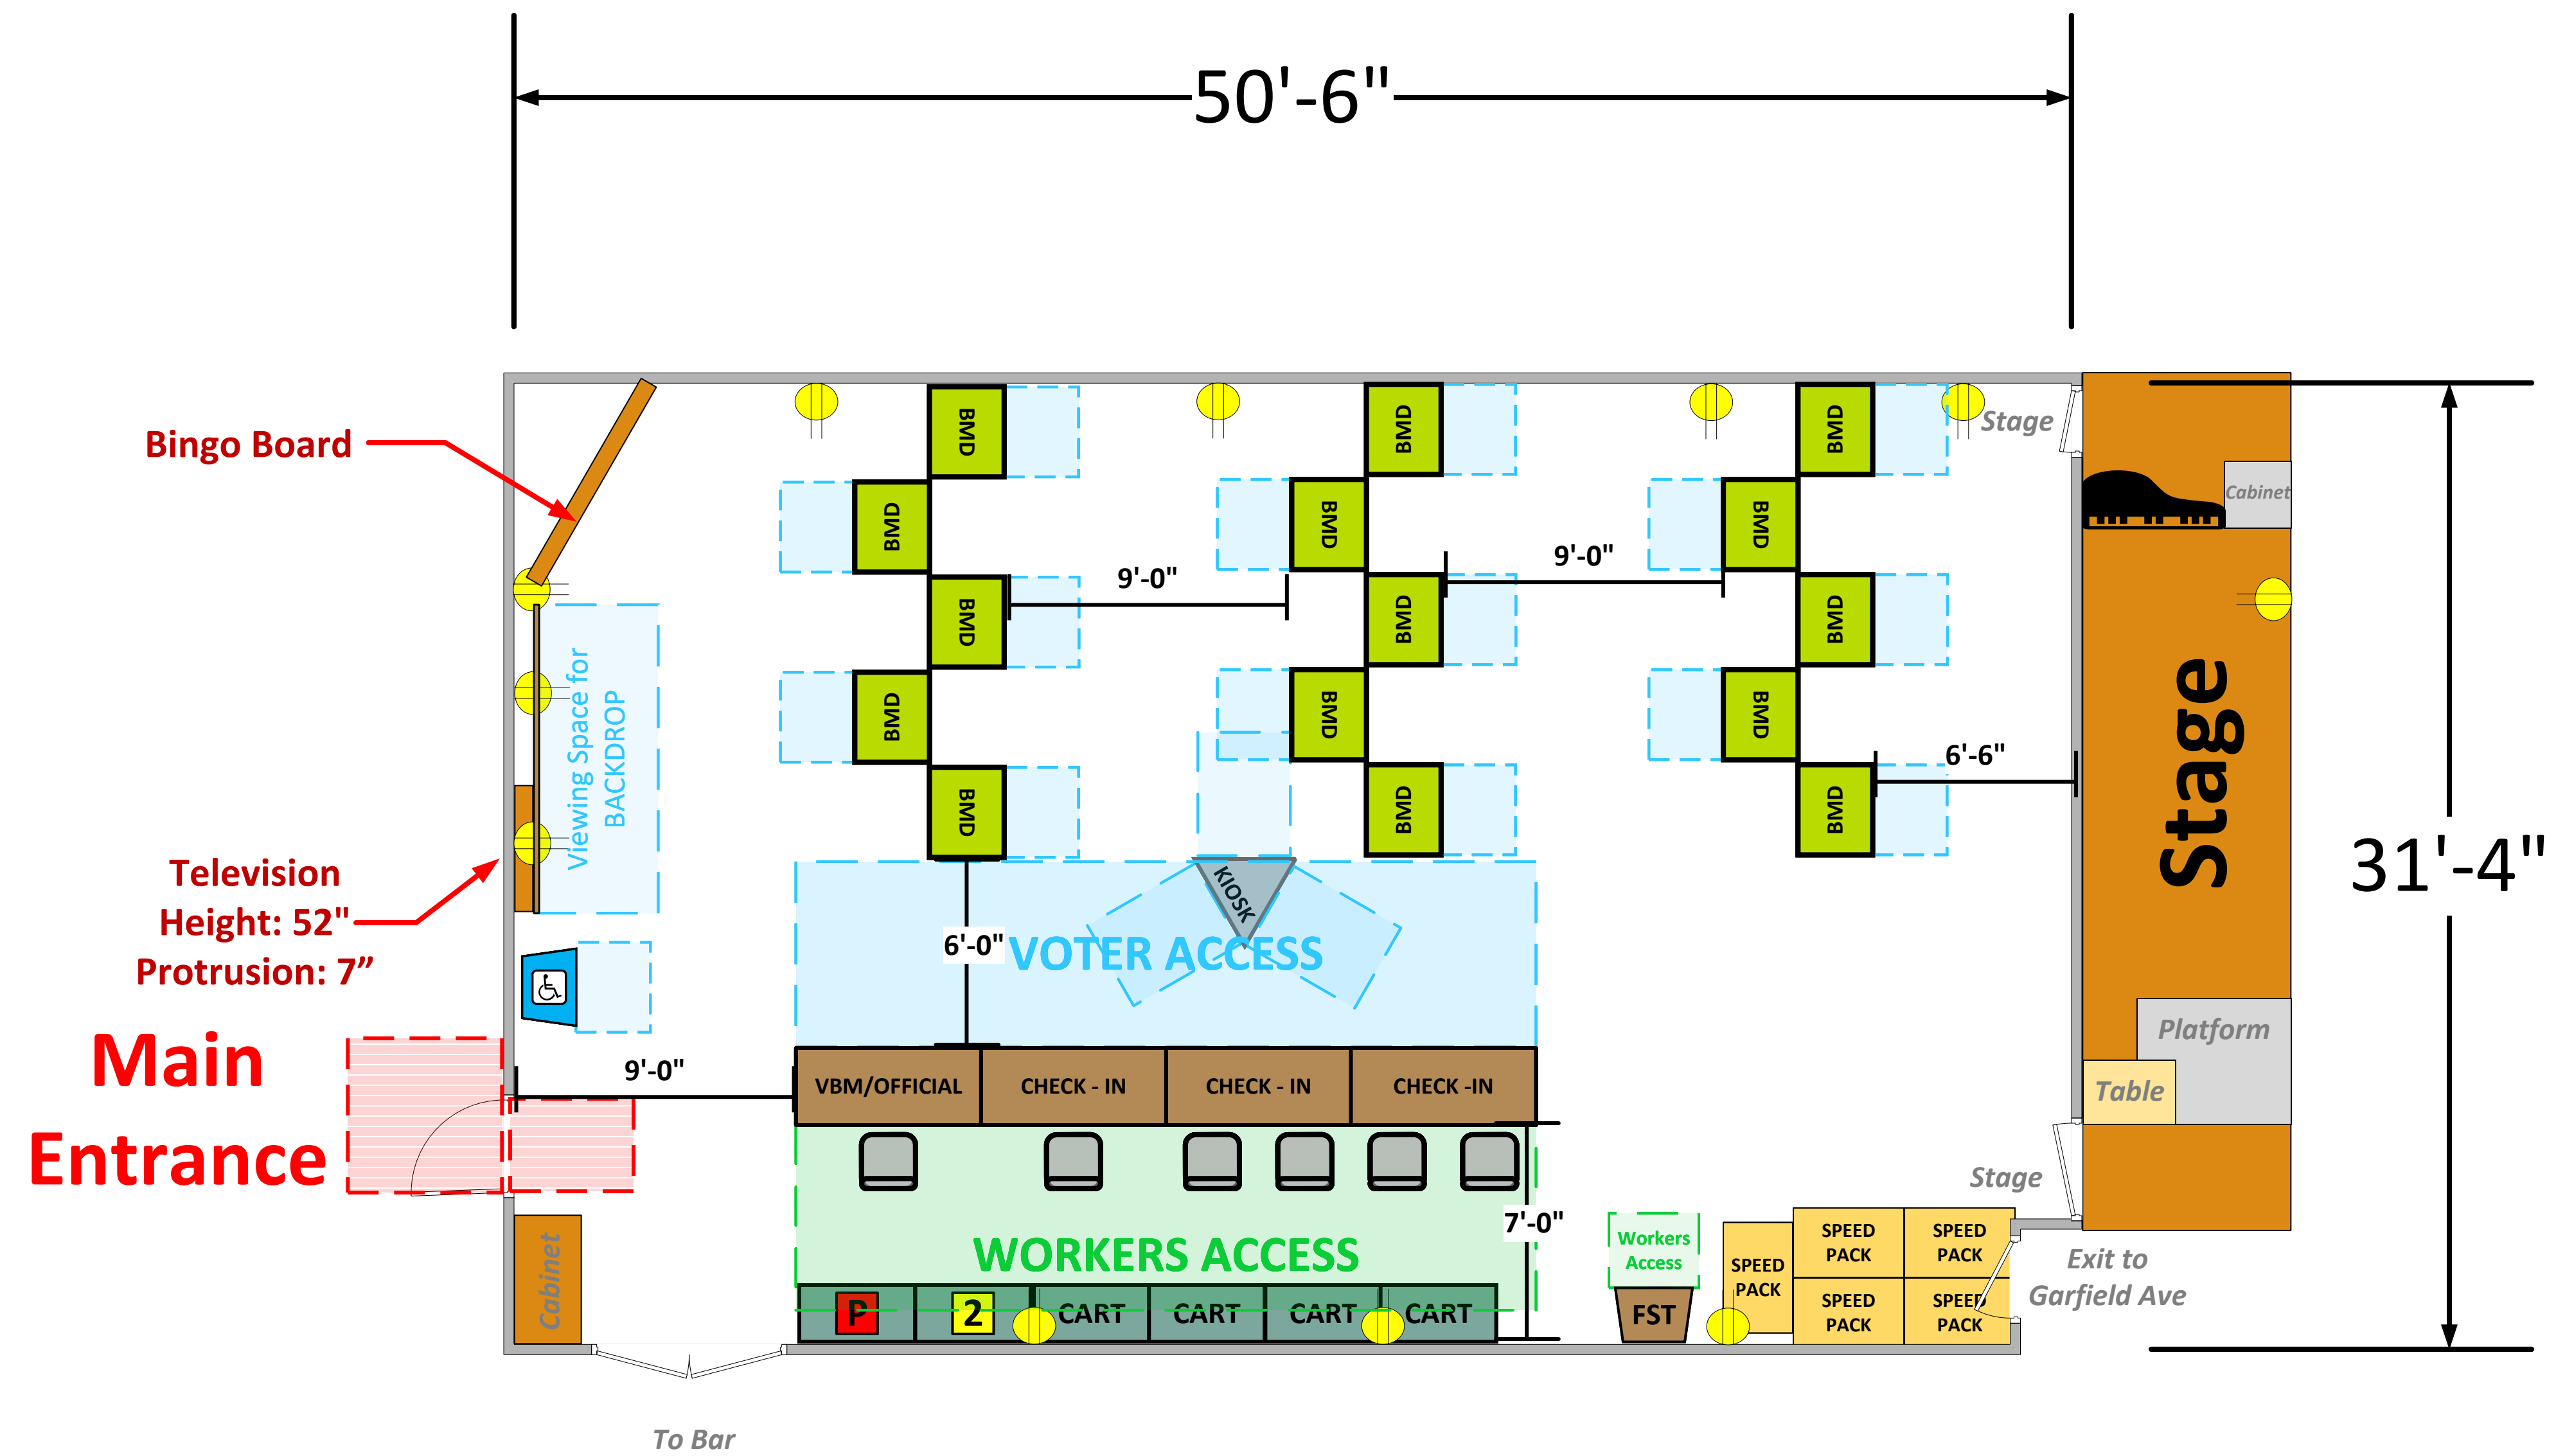 50'-6"
Bingo Board
BMD
BMD
BMD
Stage
BMD
BMD
BMD
Cabinet
9'-0"
9'-0"
BMD
BMD
BMD
Viewing Space for
BACKDROP
BMD
BMD
BMD
6'-6"
Stage
BMD
BMD
BMD
31'-4"
Television
Height: 52"
Protrusion: 7”
KIOSK
6'-0"
VOTER ACCESS
Main
Entrance
9'-0"
VBM/OFFICIAL
CHECK - IN
CHECK - IN
CHECK -IN
Platform
Table
Stage
7'-0"
WORKERS ACCESS
Workers
Access
SPEED
PACK
SPEED
PACK
SPEED
PACK
SPEED
PACK
SPEED
PACK
Exit to
Garfield Ave
Cabinet
P
2
CART
CART
CART
CART
FST
To Bar